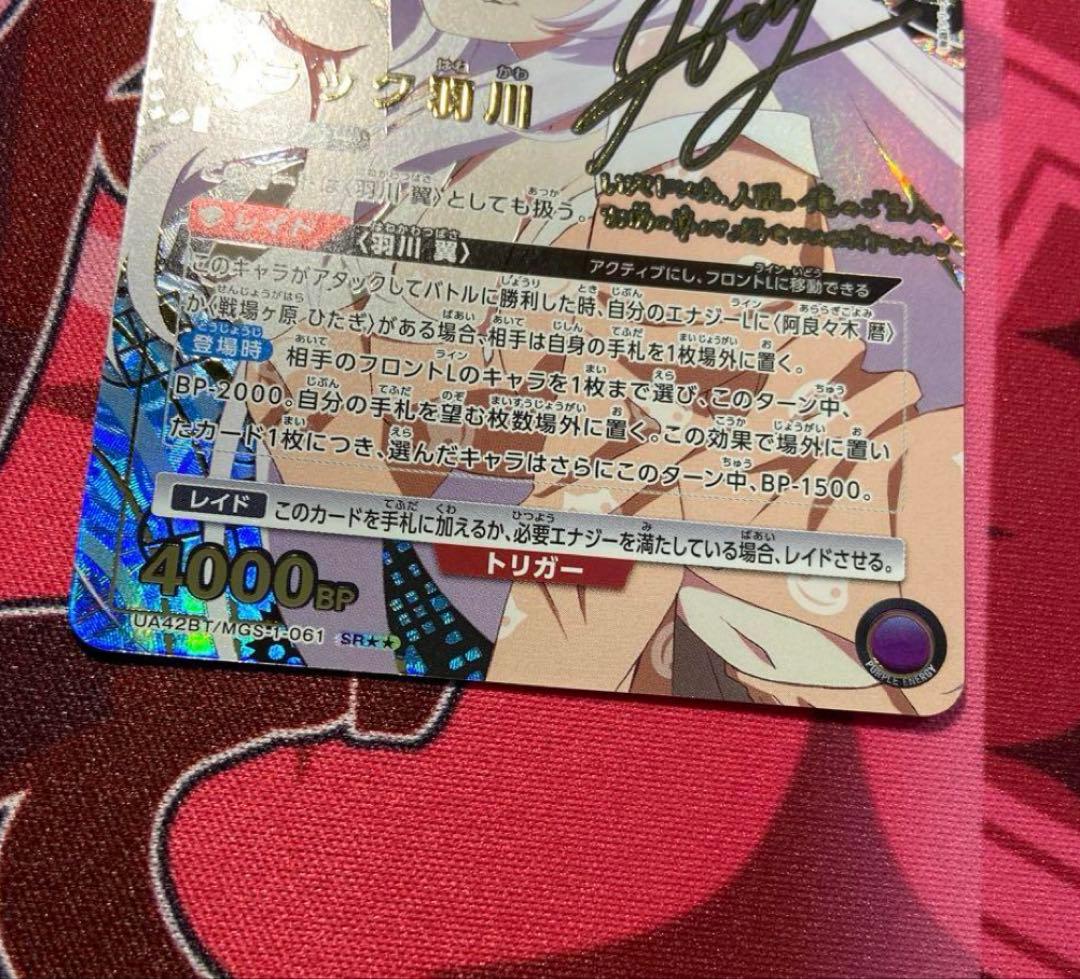 ック羽川
は〈羽川 翼〉としても扱う。
レイド 〈羽川 翼〉 アクティブにし、フロントLに移動できる
このキャラがアタックしてバトルに勝利した時、自分のエナジーLに〈阿良々木 暦〉
か〈戦場ヶ原 ひたぎ〉がある場合、相手は自身の手札を1枚場外に置く。
登場時 相手のフロントLのキャラを1枚まで選び、このターン中、
BP-2000。自分の手札を望む枚数場外に置く。この効果で場外に置い
たカード1枚につき、選んだキャラはさらにこのターン中、BP-1500。
レイド このカードを手札に加えるか、必要エナジーを満たしている場合、レイドさせる。
トリガー
4000BP
UA42BT/MGS-1-061 SR★★
PURPLE ENERGY